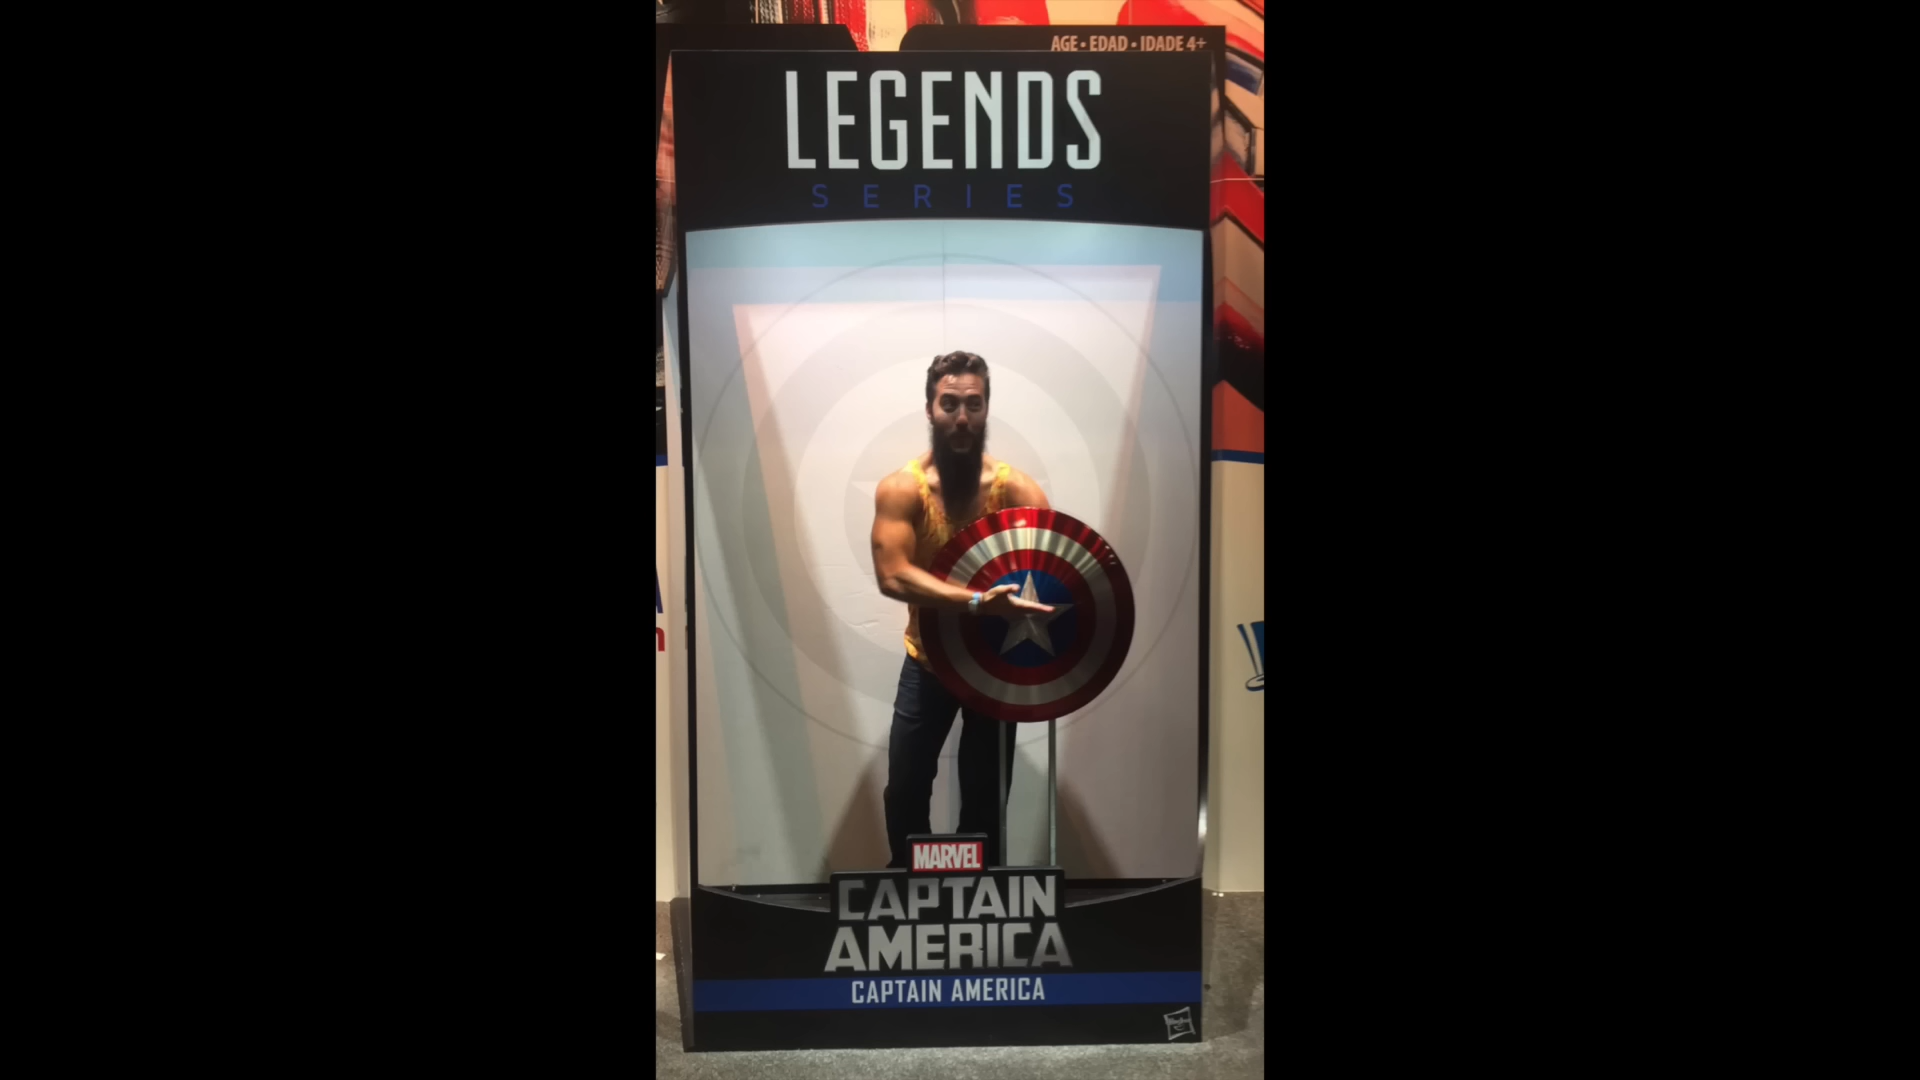 AGE • EDAD • IDADE 4+
LEGENDS
SERIES
MARVEL
CAPTAIN
AMERICA
CAPTAIN AMERICA